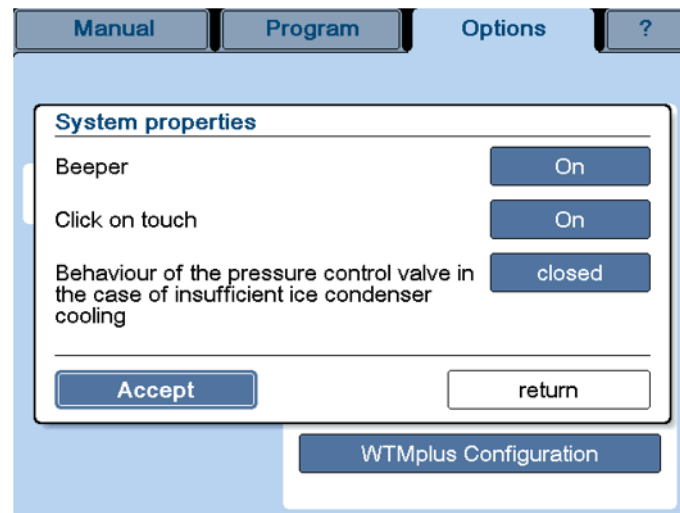 Manual Program Options ?
System properties
Beeper On
Click on touch On
Behaviour of the pressure control valve in closed
the case of insufficient ice condenser
cooling
Accept return
WTMplus Configuration